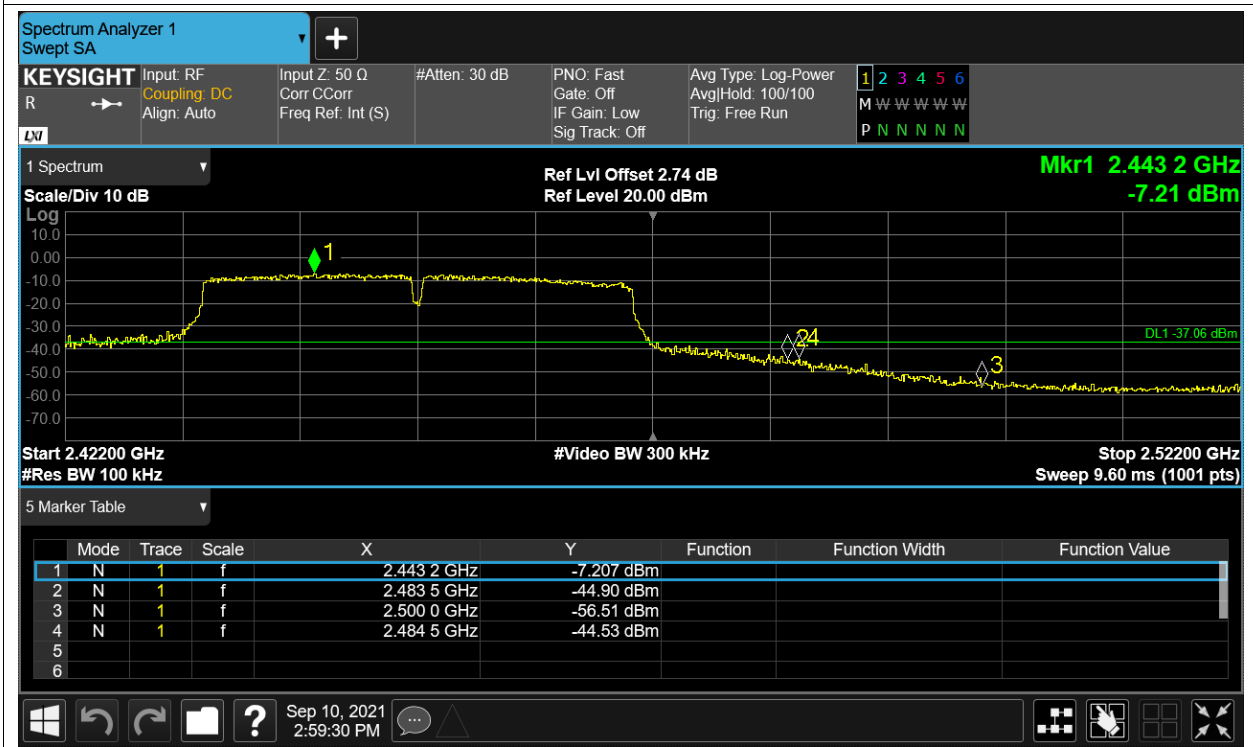 Spectrum Analyzer 1
Swept SA
+
KEYSIGHT Input: RF Input Z: 50 Ω #Atten: 30 dB PNO: Fast Avg Type: Log-Power 1 2 3 4 5 6
R Coupling: DC Corr CCorr Gate: Off Avg|Hold: 100/100 M W W W W W
Align: Auto Freq Ref: Int (S) IF Gain: Low Trig: Free Run
LXI Sig Track: Off P N N N N N
1 Spectrum
Ref Lvl Offset 2.74 dB Mkr1 2.443 2 GHz
Scale/Div 10 dB Ref Level 20.00 dBm -7.21 dBm
Log
10.0
0.00 1
-10.0
-20.0
-30.0 24 DL1 -37.06 dBm
-40.0
-50.0 3
-60.0
-70.0
Start 2.42200 GHz #Video BW 300 kHz Stop 2.52200 GHz
#Res BW 100 kHz Sweep 9.60 ms (1001 pts)
5 Marker Table
Mode Trace Scale X Y Function Function Width Function Value
1 N 1 f 2.443 2 GHz -7.207 dBm
2 N 1 f 2.483 5 GHz -44.90 dBm
3 N 1 f 2.500 0 GHz -56.51 dBm
4 N 1 f 2.484 5 GHz -44.53 dBm
5
6
? Sep 10, 2021
2:59:30 PM